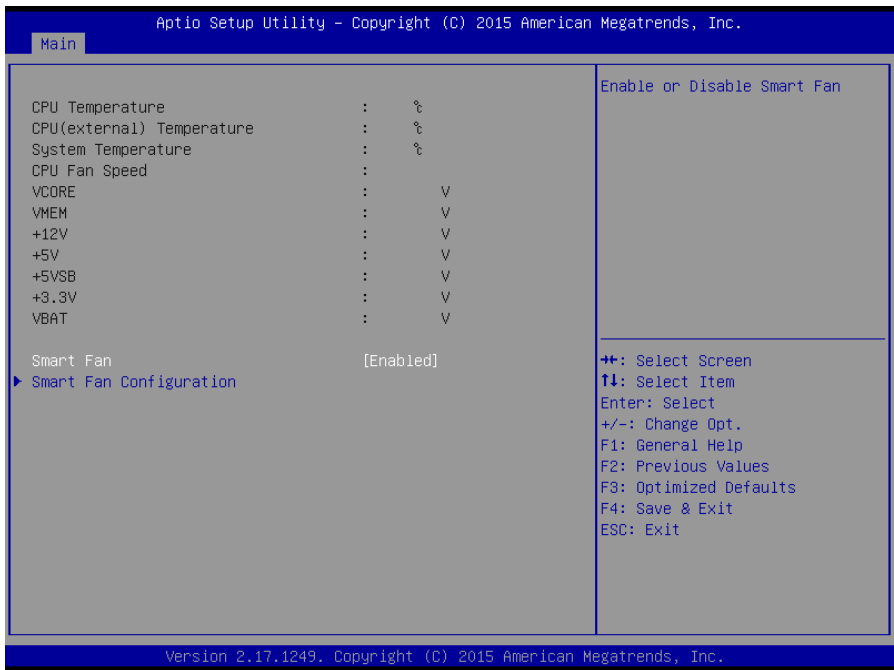 Aptio Setup Utility – Copyright (C) 2015 American Megatrends, Inc.
Main
Enable or Disable Smart Fan
CPU Temperature : ℃
CPU(external) Temperature : ℃
System Temperature : ℃
CPU Fan Speed :
VCORE : V
VMEM : V
+12V : V
+5V : V
+5VSB : V
+3.3V : V
VBAT : V
Smart Fan [Enabled]
▶ Smart Fan Configuration
→←: Select Screen
↑↓: Select Item
Enter: Select
+/-: Change Opt.
F1: General Help
F2: Previous Values
F3: Optimized Defaults
F4: Save & Exit
ESC: Exit
Version 2.17.1249. Copyright (C) 2015 American Megatrends, Inc.